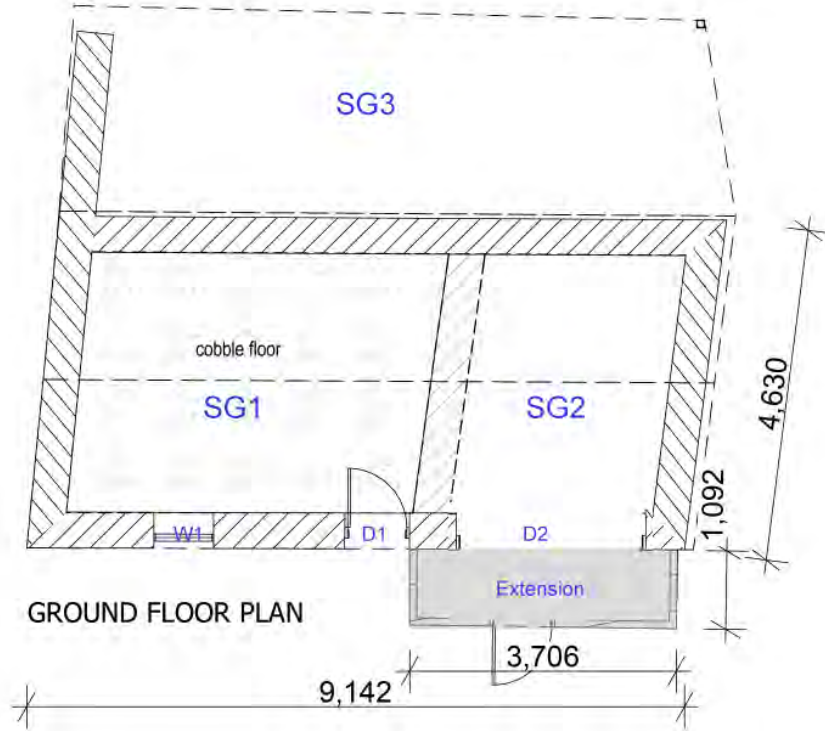 SG3
cobble floor
SG1
SG2
4,630
1,092
W1
D1
D2
Extension
GROUND FLOOR PLAN
3,706
9,142